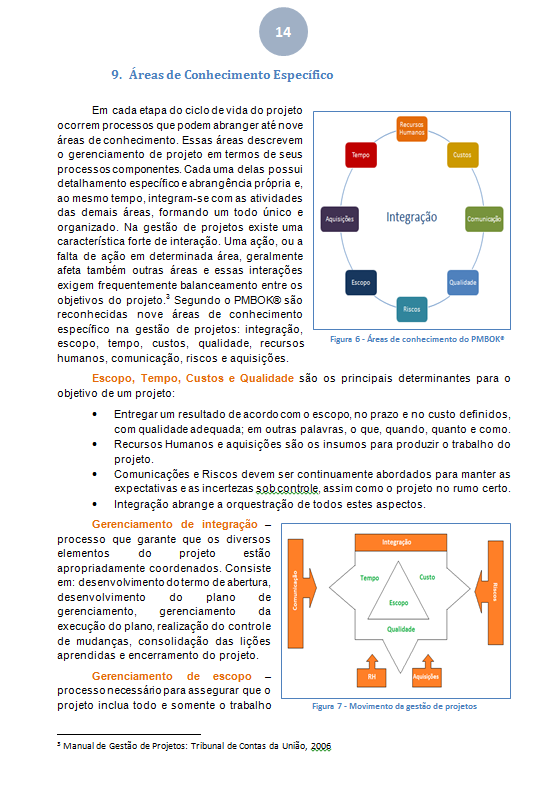 14
9. Áreas de Conhecimento Específico
Em cada etapa do ciclo de vida do projeto
ocorrem processos que podem abranger até nove
áreas de conhecimento. Essas áreas descrevem
o gerenciamento de projeto em termos de seus
processos componentes. Cada uma delas possui
detalhamento específico e abrangência própria e,
ao mesmo tempo, integram-se com as atividades
das demais áreas, formando um todo único e
organizado. Na gestão de projetos existe uma
característica forte de interação. Uma ação, ou a
falta de ação em determinada área, geralmente
afeta também outras áreas e essas interações
exigem frequentemente balanceamento entre os
objetivos do projeto.³ Segundo o PMBOK® são
reconhecidas nove áreas de conhecimento
específico na gestão de projetos: integração,
escopo, tempo, custos, qualidade, recursos
humanos, comunicação, riscos e aquisições.
Recursos
Humanos
Tempo
Custos
Aquisições
Integração
Comunicação
Escopo
Qualidade
Riscos
Figura 6 - Áreas de conhecimento do PMBOK®
Escopo, Tempo, Custos e Qualidade são os principais determinantes para o
objetivo de um projeto:
• Entregar um resultado de acordo com o escopo, no prazo e no custo definidos,
com qualidade adequada; em outras palavras, o que, quando, quanto e como.
• Recursos Humanos e aquisições são os insumos para produzir o trabalho do
projeto.
• Comunicações e Riscos devem ser continuamente abordados para manter as
expectativas e as incertezas sob controle, assim como o projeto no rumo certo.
• Integração abrange a orquestração de todos estes aspectos.
Gerenciamento de integração –
processo que garante que os diversos
elementos do projeto estão
apropriadamente coordenados. Consiste
em: desenvolvimento do termo de abertura,
desenvolvimento do plano de
gerenciamento, gerenciamento da
execução do plano, realização do controle
de mudanças, consolidação das lições
aprendidas e encerramento do projeto.
Gerenciamento de escopo –
processo necessário para assegurar que o
projeto inclua todo e somente o trabalho
Integração
Comunicação
Tempo
Custo
Riscos
Escopo
Qualidade
RH
Aquisições
Figura 7 - Movimento da gestão de projetos
³ Manual de Gestão de Projetos: Tribunal de Contas da União, 2006